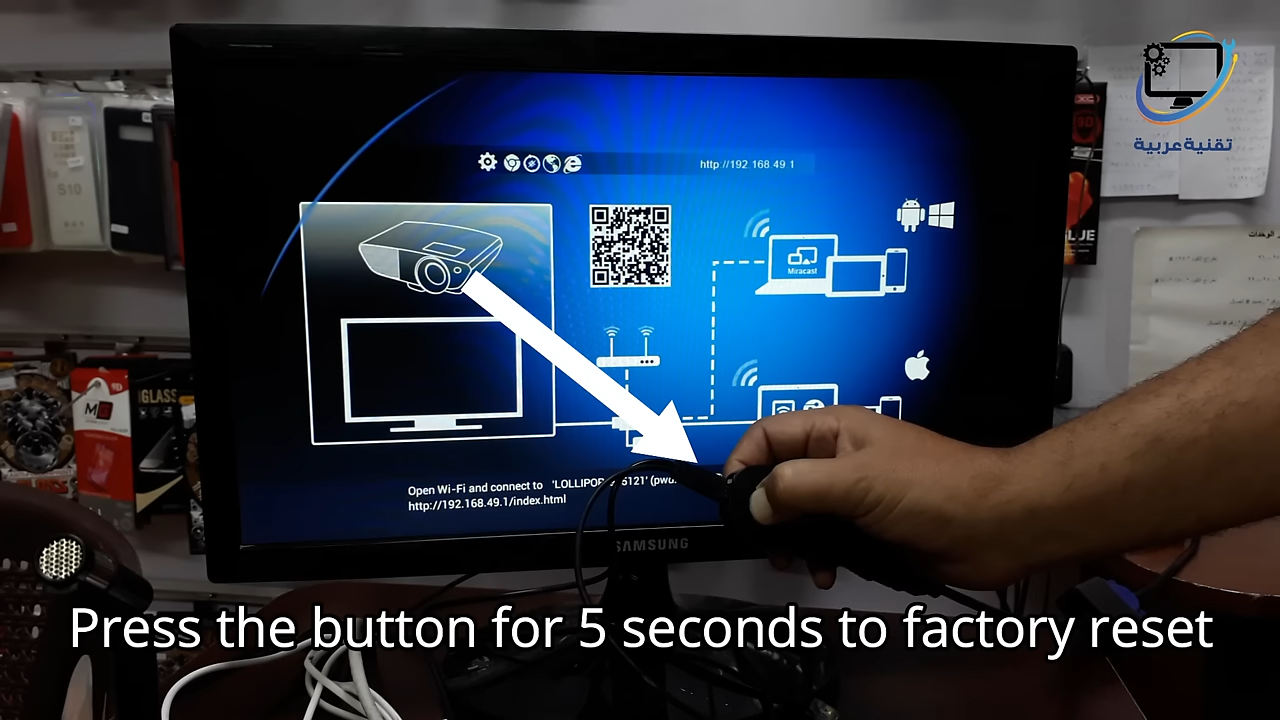 تقنية عربية
http://192.168.49.1
S10
Miracast
MG
GLASS
Open Wi-Fi and connect to
http://192.168.49.1/index.html
SAMSUNG
Press the button for 5 seconds to factory reset